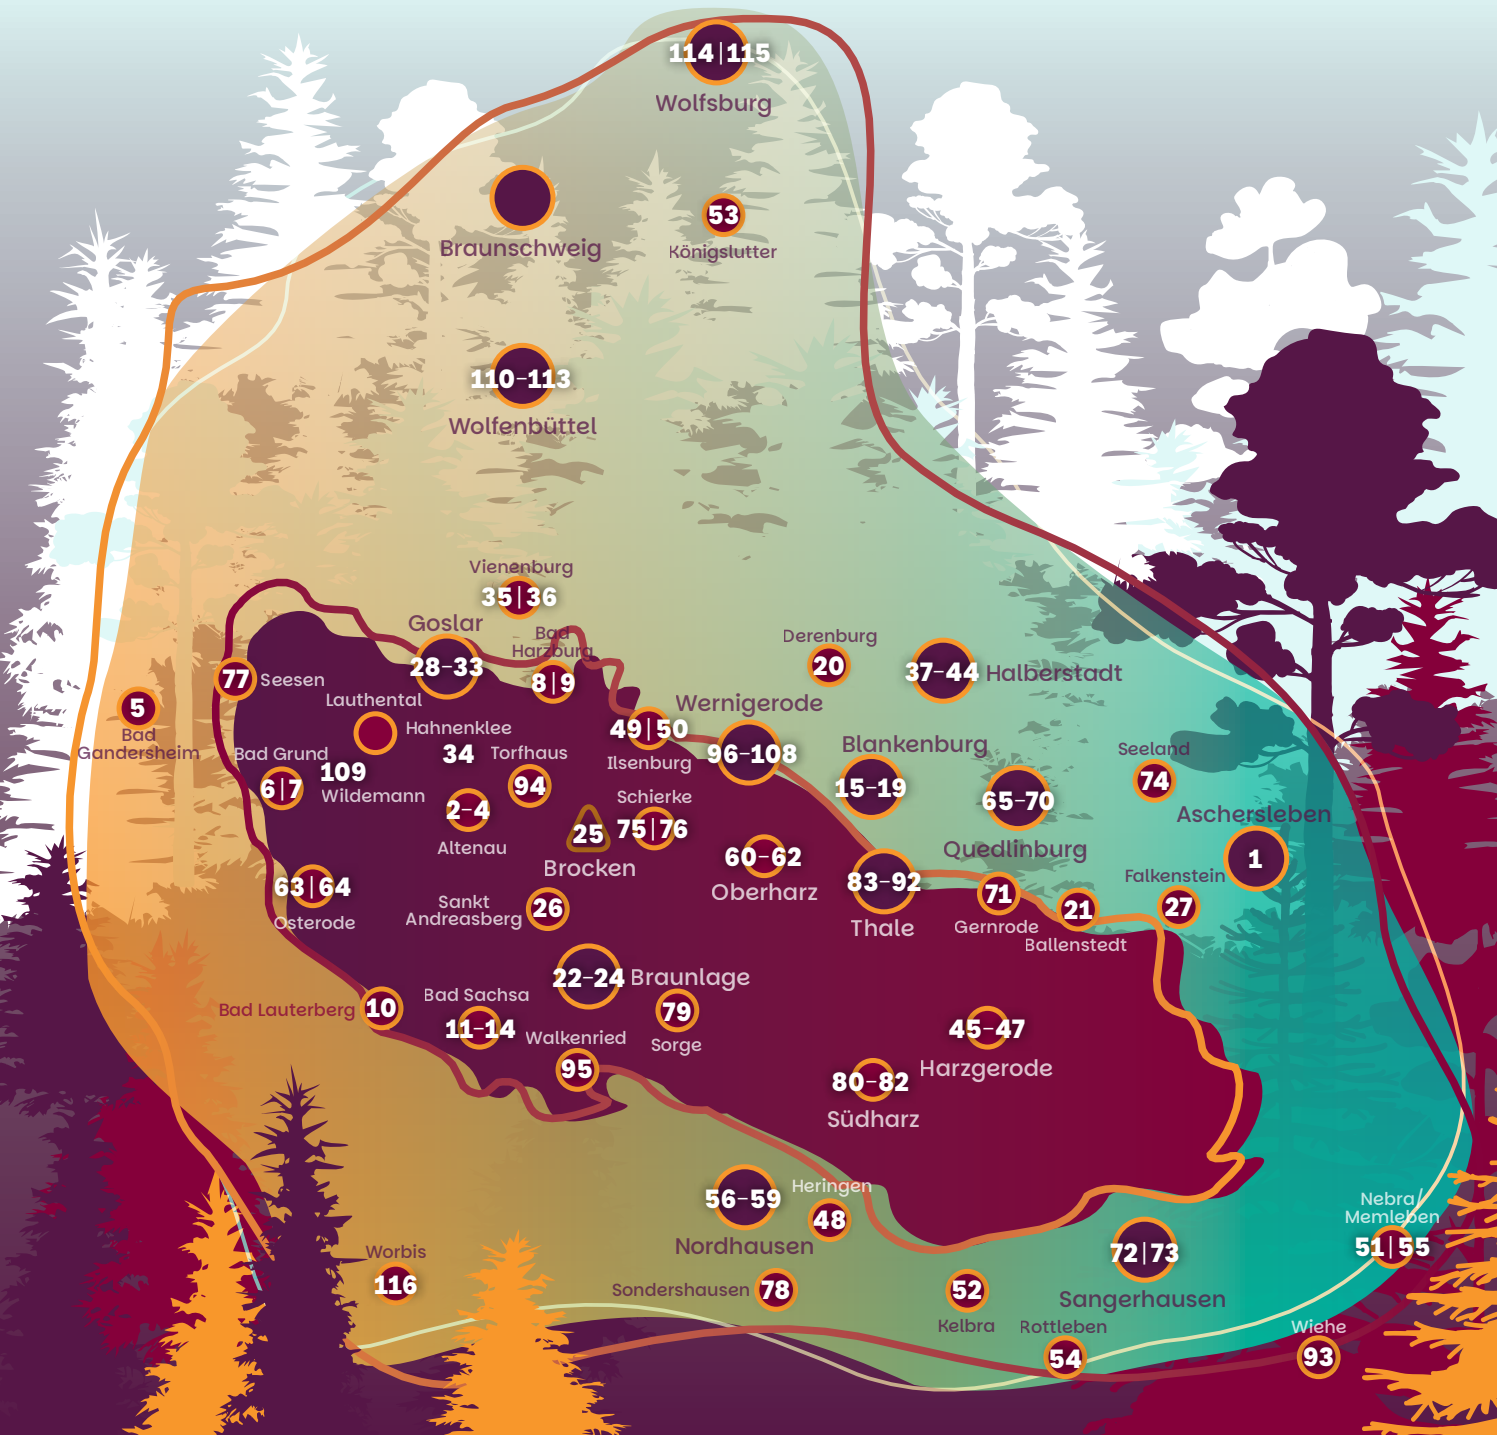 114|115
Wolfsburg
Braunschweig
53
Königslutter
110–113
Wolfenbüttel
Vienenburg
35|36
Goslar
28–33
Bad
Harzburg
8|9
Derenburg
20
37–44
Halberstadt
77
Seesen
5
Bad
Gandersheim
Lauthental
Hahnenklee
34
Bad Grund
6|7
109
Wildemann
Torfhaus
94
2–4
Altenau
49|50
Ilsenburg
Wernigerode
96–108
Blankenburg
15–19
65–70
Quedlinburg
Seeland
74
Aschersleben
1
Schierke
75|76
25
Brocken
60–62
Oberharz
83–92
Thale
71
Gernrode
21
Ballenstedt
Falkenstein
27
63|64
Osterode
Sankt
Andreasberg
26
22–24
Braunlage
Bad Lauterberg
10
Bad Sachsa
11–14
Walkenried
95
79
Sorge
45–47
Harzgerode
80–82
Südharz
56–59
Nordhausen
Heringen
48
Worbis
116
Sondershausen
78
52
Kelbra
72|73
Sangerhausen
Rottleben
54
Nebra/
Memleben
51|55
Wiehe
93